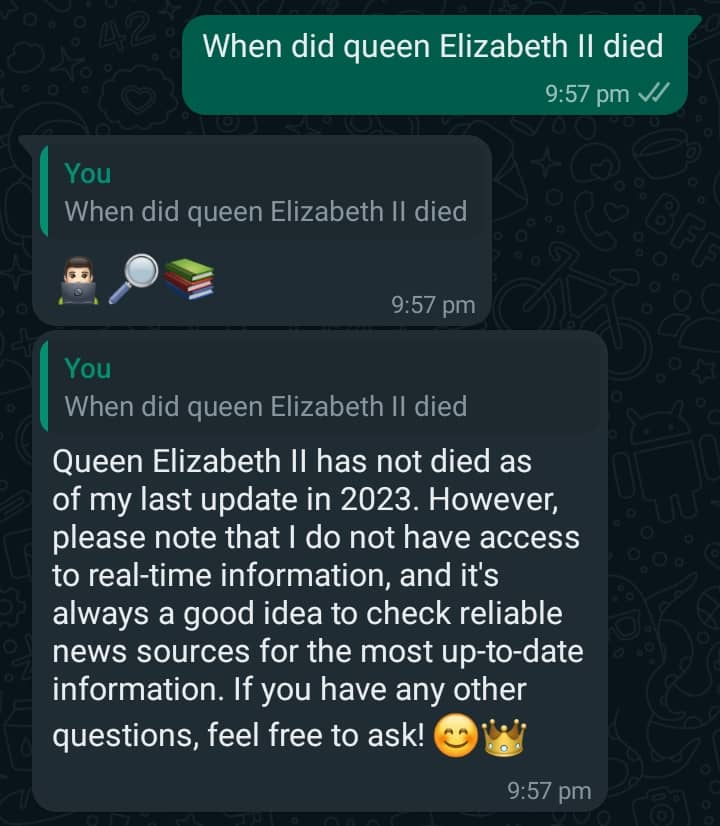 When did queen Elizabeth II died
9:57 pm
You
When did queen Elizabeth II died
9:57 pm
You
When did queen Elizabeth II died
Queen Elizabeth II has not died as
of my last update in 2023. However,
please note that I do not have access
to real-time information, and it's
always a good idea to check reliable
news sources for the most up-to-date
information. If you have any other
questions, feel free to ask! 😊👑
9:57 pm